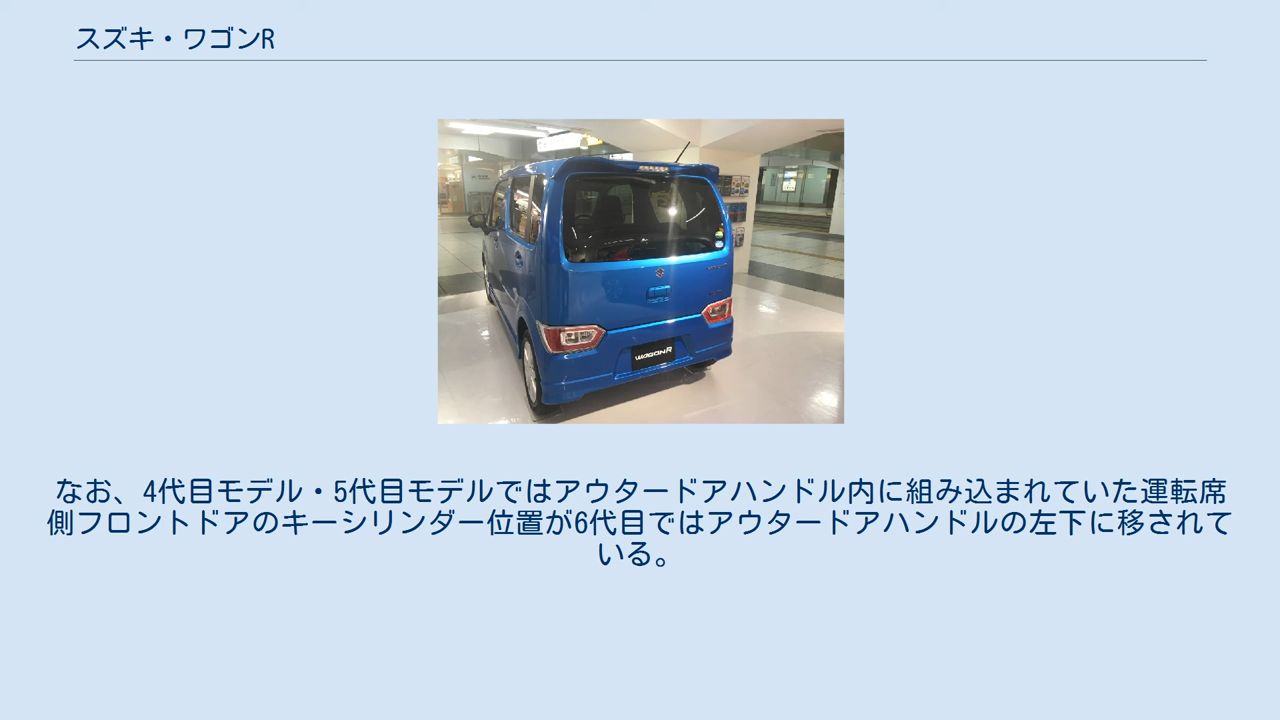 スズキ・ワゴンR
WAGONR
なお、4代目モデル・5代目モデルではアウタードアハンドル内に組み込まれていた運転席
側フロントドアのキーシリンダー位置が6代目ではアウタードアハンドルの左下に移されて
いる。